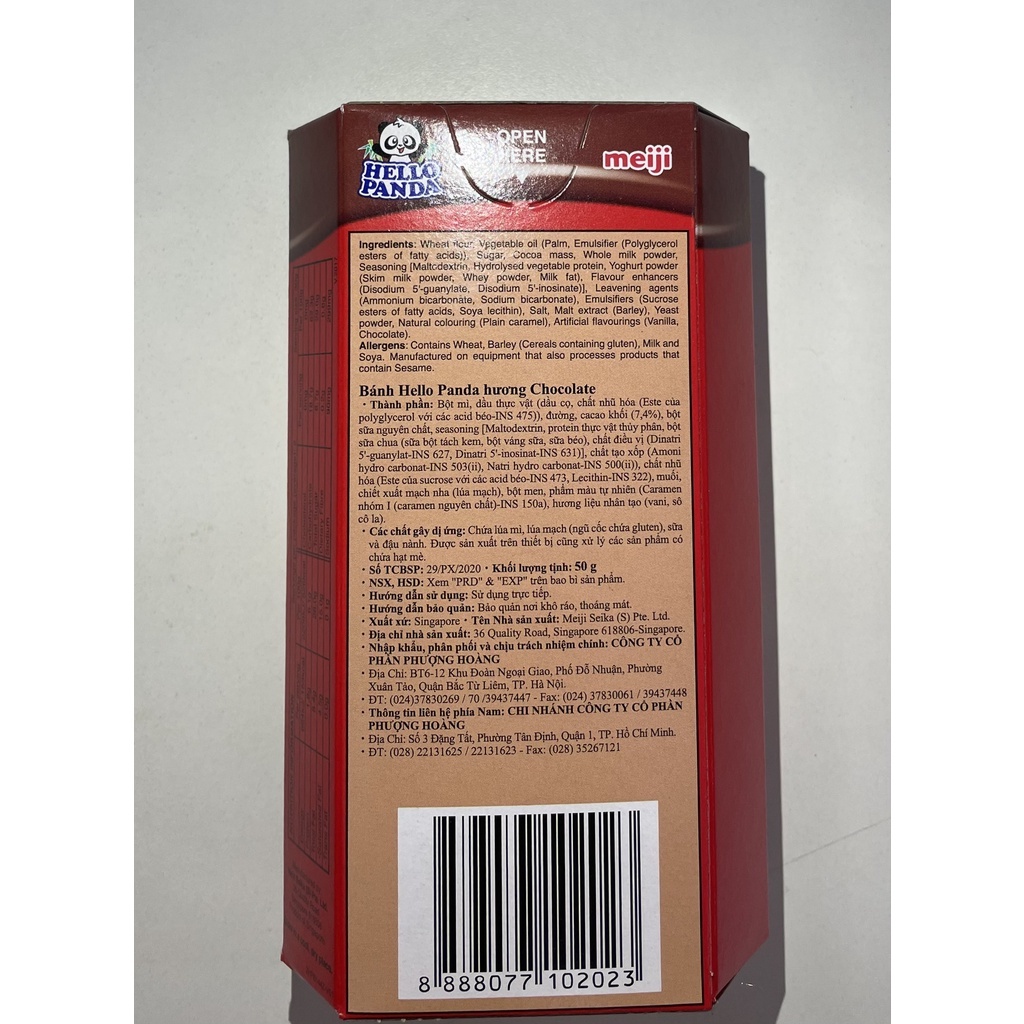 HELLO
PANDA
OPEN
HERE
meiji
Ingredients: Wheat flour, Vegetable oil (Palm, Emulsifier (Polyglycerol
esters of fatty acids)), Sugar, Cocoa mass, Whole milk powder,
Seasoning [Maltodextrin, Hydrolysed vegetable protein, Yoghurt powder
(Skim milk powder, Whey powder, Milk fat), Flavour enhancers
(Disodium 5'-guanylate, Disodium 5'-inosinate)], Leavening agents
(Ammonium bicarbonate, Sodium bicarbonate), Emulsifiers (Sucrose
esters of fatty acids, Soya lecithin), Salt, Malt extract (Barley), Yeast
powder, Natural colouring (Plain caramel), Artificial flavourings (Vanilla,
Chocolate).
Allergens: Contains Wheat, Barley (Cereals containing gluten), Milk and
Soya. Manufactured on equipment that also processes products that
contain Sesame.
Bánh Hello Panda hương Chocolate
· Thành phần: Bột mì, dầu thực vật (dầu cọ, chất nhũ hóa (Este của
polyglycerol với các acid béo-INS 475)), đường, cacao khối (7,4%), bột
sữa nguyên chất, seasoning [Maltodextrin, protein thực vật thủy phân, bột
sữa chua (sữa bột tách kem, bột váng sữa, sữa béo), chất điều vị (Dinatri
5'-guanylat-INS 627, Dinatri 5'-inosinat-INS 631)], chất tạo xốp (Amoni
hydro carbonat-INS 503(ii), Natri hydro carbonat-INS 500(ii)), chất nhũ
hóa (Este của sucrose với các acid béo-INS 473, Lecithin-INS 322), muối,
chiết xuất mạch nha (lúa mạch), bột men, phẩm màu tự nhiên (Caramen
nhóm I (caramen nguyên chất)-INS 150a), hương liệu nhân tạo (vani, sô
cô la).
· Các chất gây dị ứng: Chứa lúa mì, lúa mạch (ngũ cốc chứa gluten), sữa
và đậu nành. Được sản xuất trên thiết bị cũng xử lý các sản phẩm có
chứa hạt mè.
· Số TCBSP: 29/PX/2020 · Khối lượng tịnh: 50 g
· NSX, HSD: Xem "PRD" & "EXP" trên bao bì sản phẩm.
· Hướng dẫn sử dụng: Sử dụng trực tiếp.
· Hướng dẫn bảo quản: Bảo quản nơi khô ráo, thoáng mát.
· Xuất xứ: Singapore · Tên Nhà sản xuất: Meiji Seika (S) Pte. Ltd.
· Địa chỉ nhà sản xuất: 36 Quality Road, Singapore 618806-Singapore.
· Nhập khẩu, phân phối và chịu trách nhiệm chính: CÔNG TY CỔ
PHẦN PHƯỢNG HOÀNG
· Địa Chỉ: BT6-12 Khu Đoàn Ngoại Giao, Phố Đỗ Nhuận, Phường
Xuân Tảo, Quận Bắc Từ Liêm, TP. Hà Nội.
· ĐT: (024)37830269 / 70 /39437447 - Fax: (024) 37830061 / 39437448
· Thông tin liên hệ phía Nam: CHI NHÁNH CÔNG TY CỔ PHẦN
PHƯỢNG HOÀNG
· Địa Chỉ: Số 3 Đặng Tất, Phường Tân Định, Quận 1, TP. Hồ Chí Minh.
· ĐT: (028) 22131625 / 22131623 - Fax: (028) 35267121
8 888077 102023